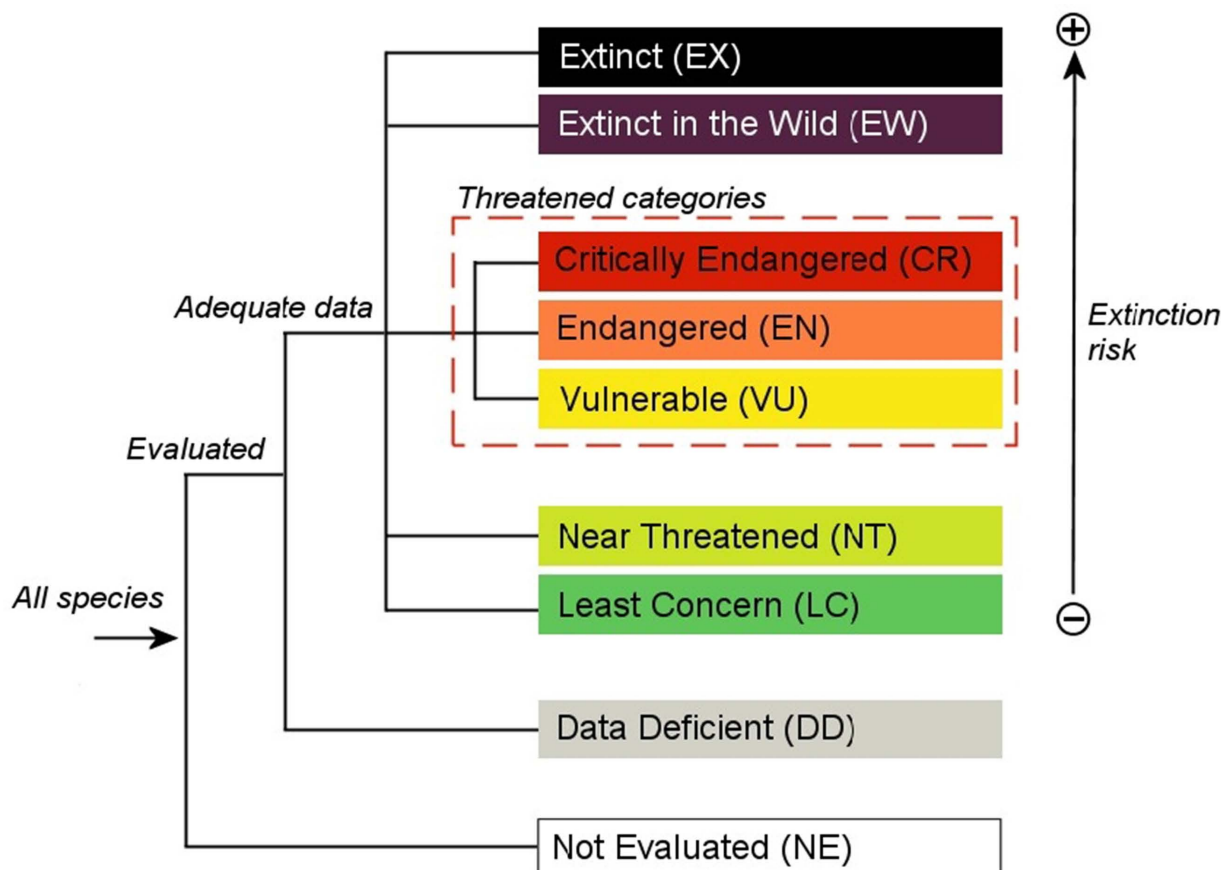 Extinct (EX)
Extinct in the Wild (EW)
Threatened categories
Critically Endangered (CR)
Adequate data
Endangered (EN)
Extinction
risk
Vulnerable (VU)
Evaluated
Near Threatened (NT)
All species
Least Concern (LC)
Data Deficient (DD)
Not Evaluated (NE)